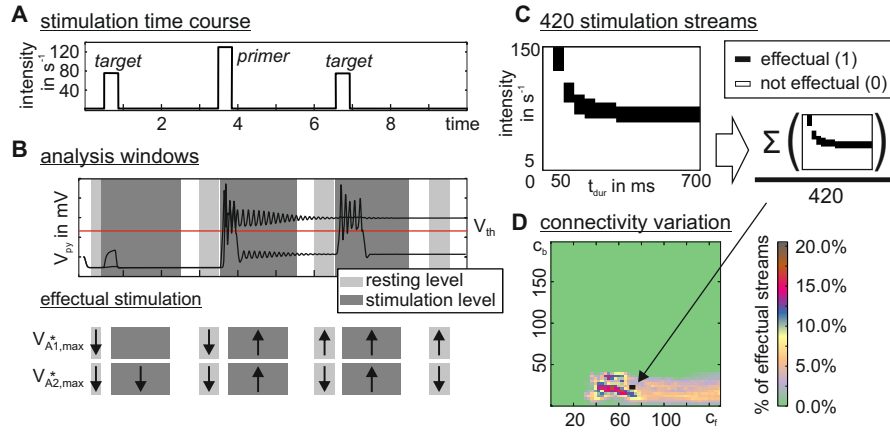 A stimulation time course
intensity
in s⁻¹
120
80
40
target
primer
target
2 4 6 8 time
B analysis windows
V_py in mV
V_th
resting level
stimulation level
effectual stimulation
V*_A1,max
V*_A2,max
C 420 stimulation streams
intensity
in s⁻¹
150
5
0
50 t_dur in ms 700
effectual (1)
not effectual (0)
Σ ( )
420
D connectivity variation
c_b
150
100
50
20 60 100 c_f
% of effectual streams
20.0%
15.0%
10.0%
5.0%
0.0%